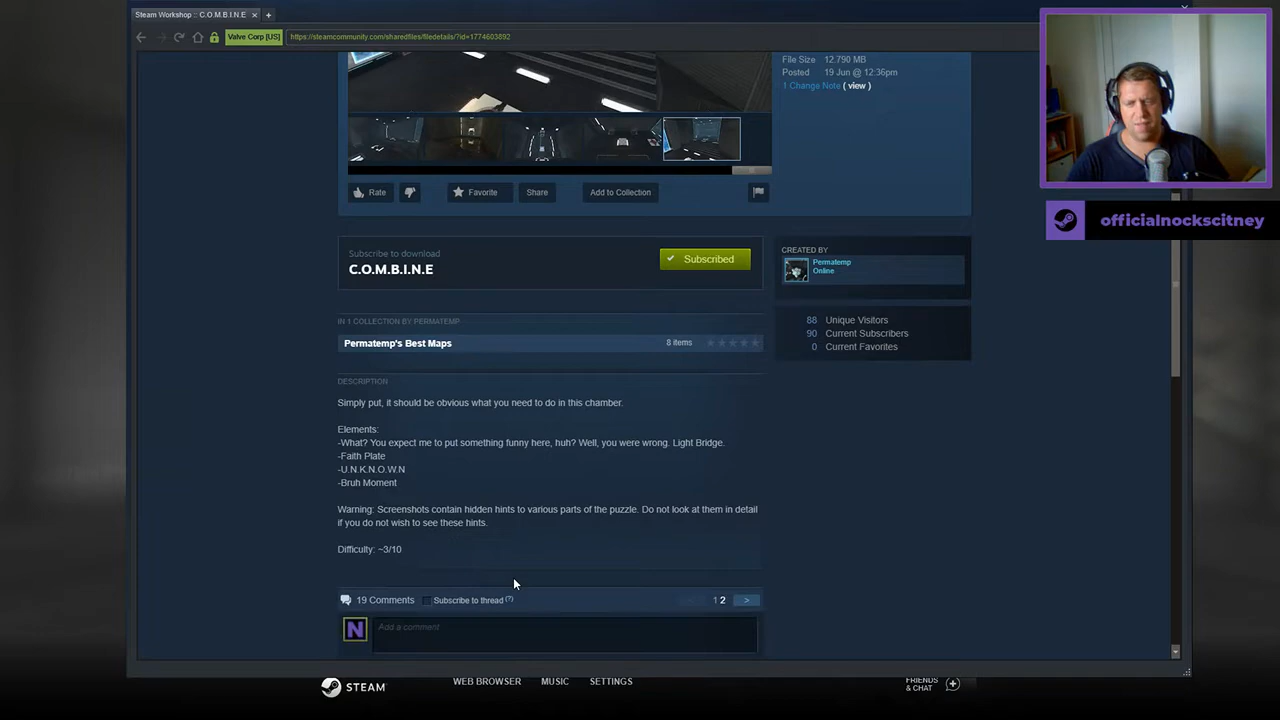 Steam Workshop :: C.O.M.B.I.N.E
Valve Corp [US]
https://steamcommunity.com/sharedfiles/filedetails/?id=1774603892
File Size 12.790 MB
Posted 19 Jun @ 12:36pm
1 Change Note ( view )
Rate
Favorite
Share
Add to Collection
officialnockscitney
Subscribe to download
C.O.M.B.I.N.E
Subscribed
CREATED BY
Permatemp
Online
88 Unique Visitors
90 Current Subscribers
0 Current Favorites
IN 1 COLLECTION BY PERMATEMP
Permatemp's Best Maps 8 items
DESCRIPTION
Simply put, it should be obvious what you need to do in this chamber.
Elements:
-What? You expect me to put something funny here, huh? Well, you were wrong. Light Bridge.
-Faith Plate
-U.N.K.N.O.W.N
-Bruh Moment
Warning: Screenshots contain hidden hints to various parts of the puzzle. Do not look at them in detail
if you do not wish to see these hints.
Difficulty: ~3/10
19 Comments Subscribe to thread (?) 1 2 >
N
Add a comment
STEAM
WEB BROWSER MUSIC SETTINGS
FRIENDS
& CHAT